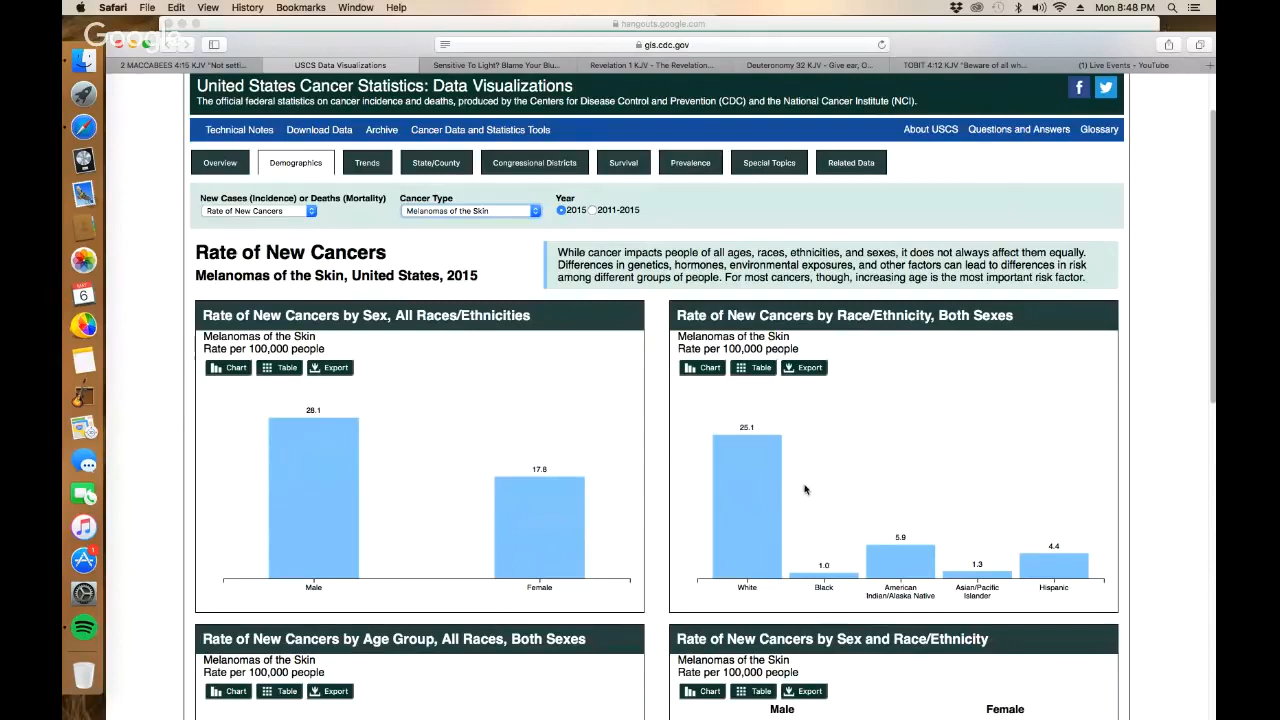 Safari File Edit View History Bookmarks Window Help
Mon 8:48 PM
Google
hangouts.google.com
gis.cdc.gov
2 MACCABEES 4:15 KJV "Not setti...
USCS Data Visualizations
Sensitive To Light? Blame Your Blu...
Revelation 1 KJV - The Revelation...
Deuteronomy 32 KJV - Give ear, O...
TOBIT 4:12 KJV "Beware of all wh...
(1) Live Events - YouTube
United States Cancer Statistics: Data Visualizations
The official federal statistics on cancer incidence and deaths, produced by the Centers for Disease Control and Prevention (CDC) and the National Cancer Institute (NCI).
Technical Notes Download Data Archive Cancer Data and Statistics Tools
About USCS Questions and Answers Glossary
Overview Demographics Trends State/County Congressional Districts Survival Prevalence Special Topics Related Data
New Cases (Incidence) or Deaths (Mortality)
Rate of New Cancers
Cancer Type
Melanomas of the Skin
Year
2015 2011-2015
Rate of New Cancers
Melanomas of the Skin, United States, 2015
While cancer impacts people of all ages, races, ethnicities, and sexes, it does not always affect them equally.
Differences in genetics, hormones, environmental exposures, and other factors can lead to differences in risk
among different groups of people. For most cancers, though, increasing age is the most important risk factor.
Rate of New Cancers by Sex, All Races/Ethnicities
Melanomas of the Skin
Rate per 100,000 people
Chart Table Export
28.1
17.8
Male Female
Rate of New Cancers by Race/Ethnicity, Both Sexes
Melanomas of the Skin
Rate per 100,000 people
Chart Table Export
25.1
1.0
5.9
1.3
4.4
White
Black
American
Indian/Alaska Native
Asian/Pacific
Islander
Hispanic
Rate of New Cancers by Age Group, All Races, Both Sexes
Melanomas of the Skin
Rate per 100,000 people
Chart Table Export
Rate of New Cancers by Sex and Race/Ethnicity
Melanomas of the Skin
Rate per 100,000 people
Chart Table Export
Male Female
6
1